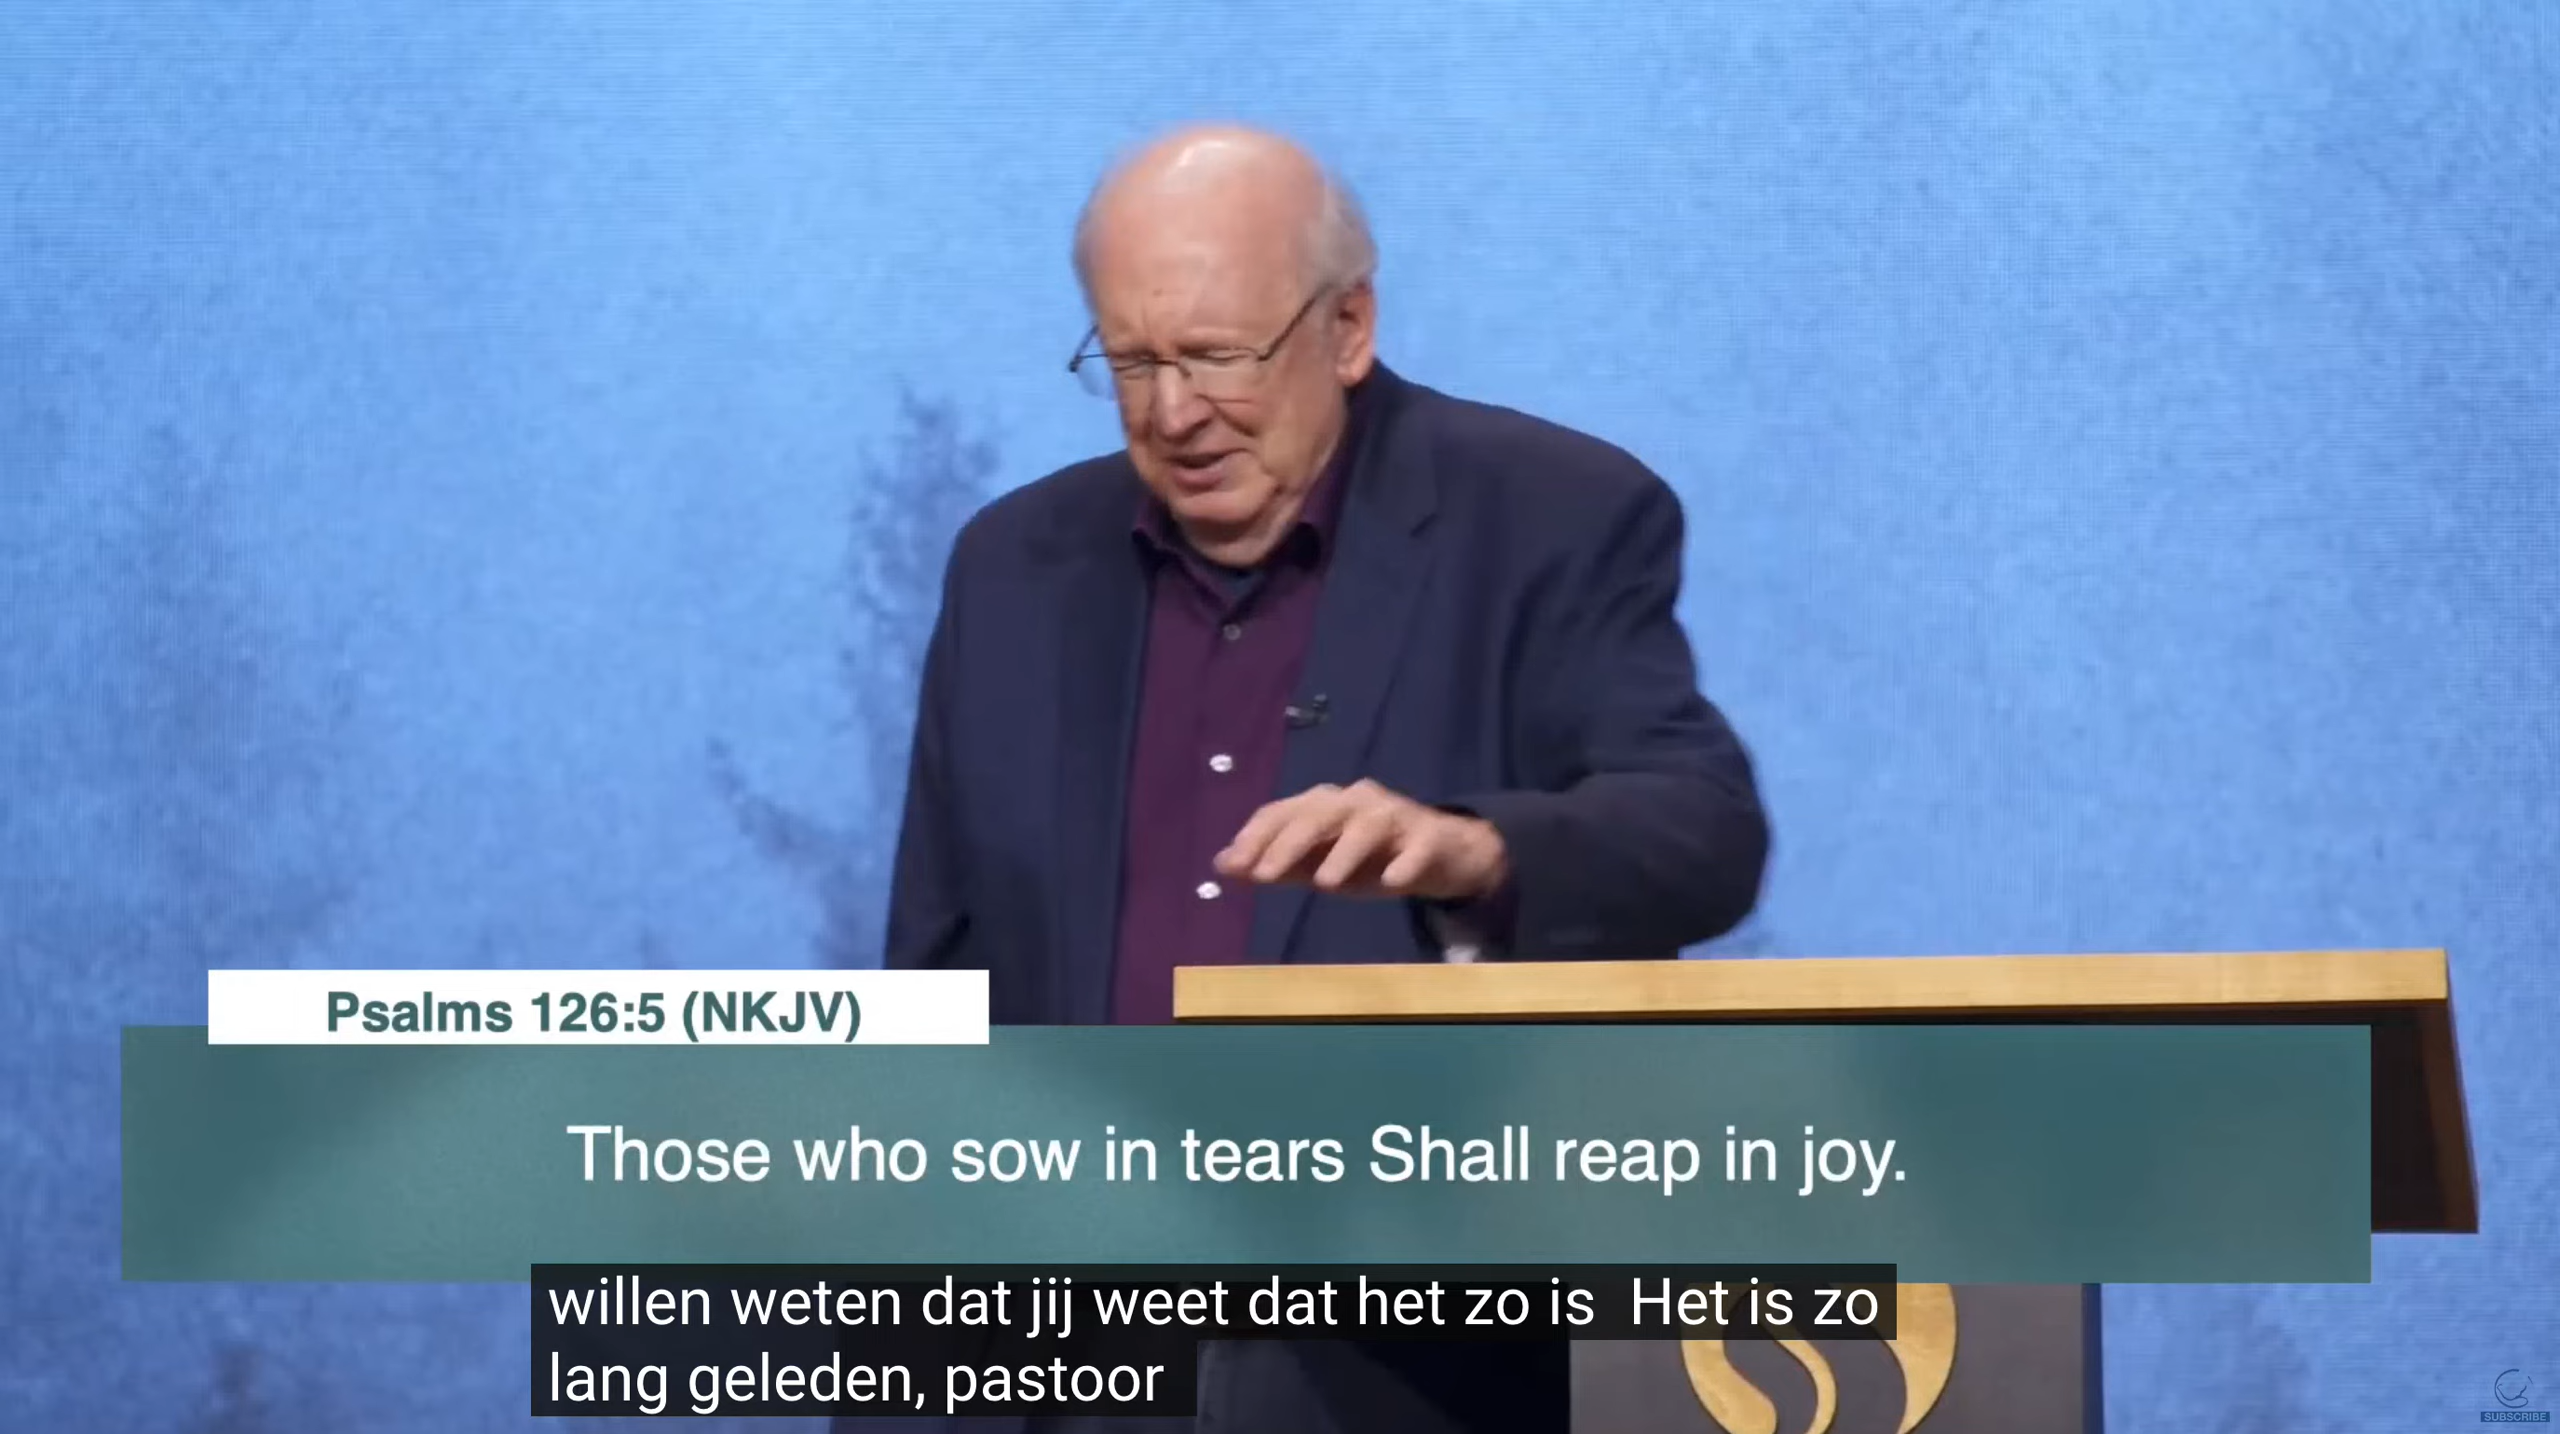 Psalms 126:5 (NKJV)
Those who sow in tears Shall reap in joy.
willen weten dat jij weet dat het zo is  Het is zo
lang geleden, pastoor
SUBSCRIBE